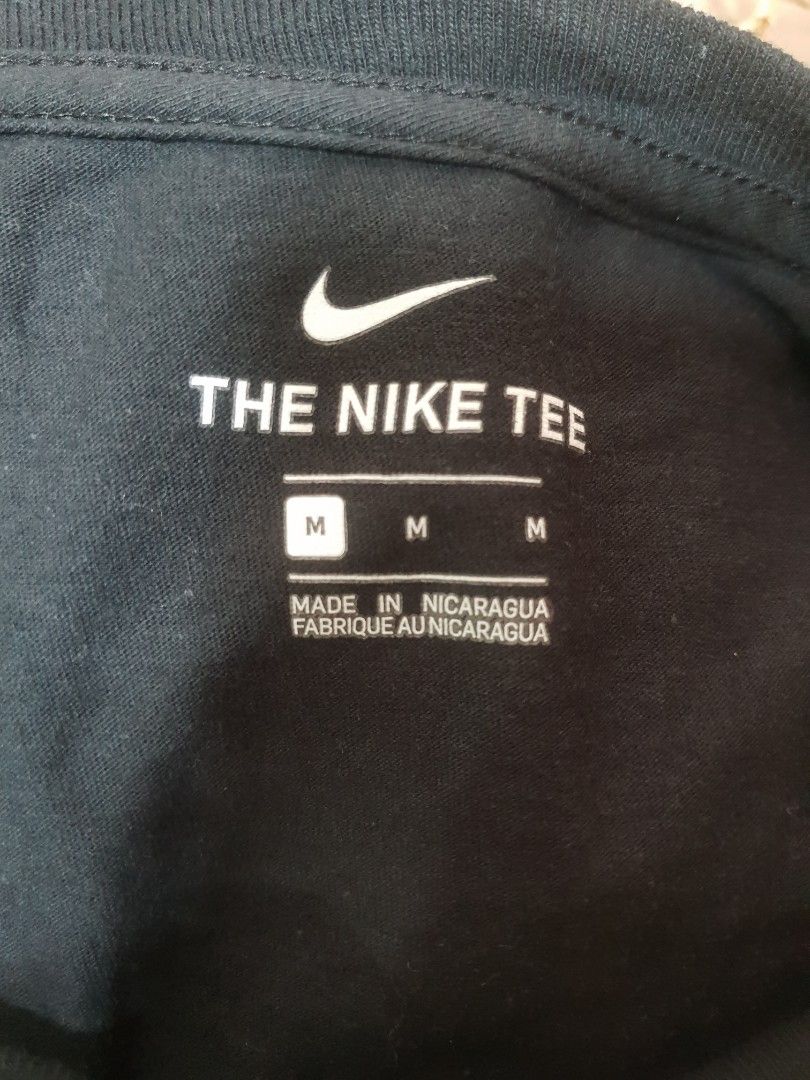 THE NIKE TEE
M M M
MADE IN NICARAGUA
FABRIQUE AU NICARAGUA